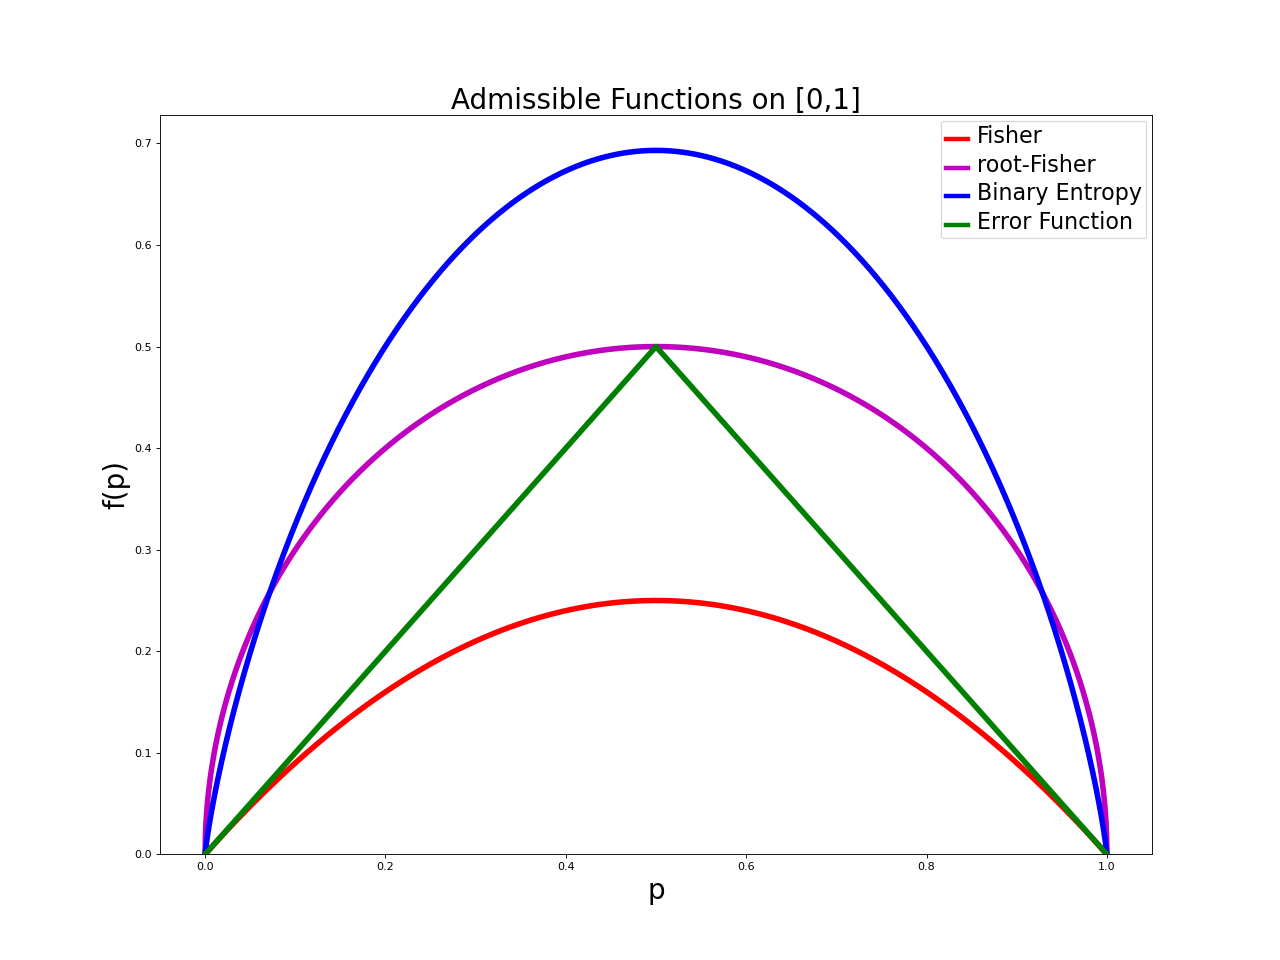 Admissible Functions on [0,1]
Fisher
root-Fisher
Binary Entropy
Error Function
f(p)
0.7
0.6
0.5
0.4
0.3
0.2
0.1
0.0
0.0 0.2 0.4 0.6 0.8 1.0
p